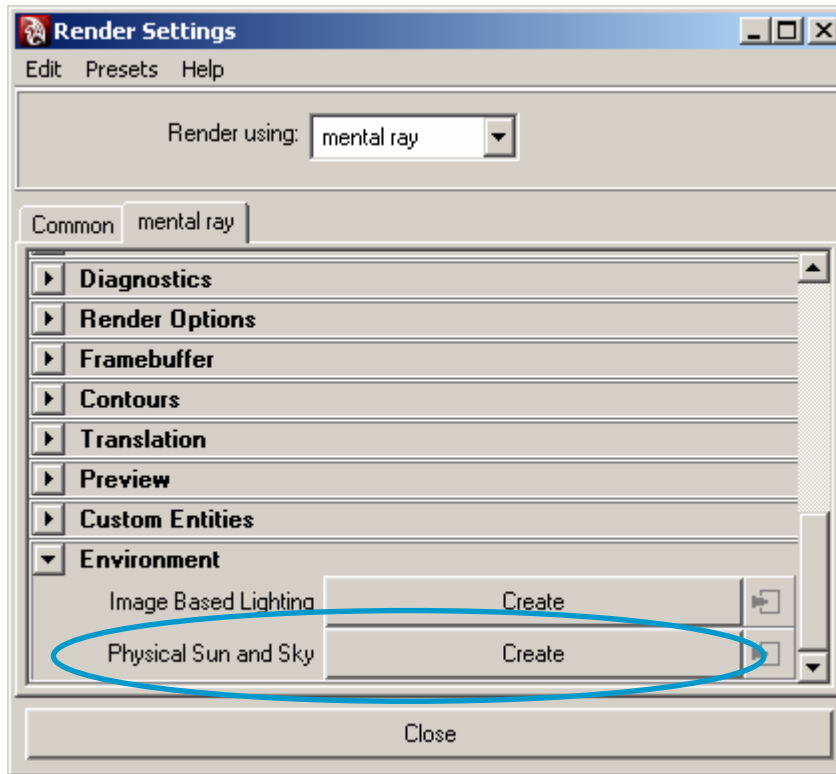 Render Settings
Edit Presets Help
Render using: mental ray
Common mental ray
Diagnostics
Render Options
Framebuffer
Contours
Translation
Preview
Custom Entities
Environment
Image Based Lighting Create
Physical Sun and Sky Create
Close